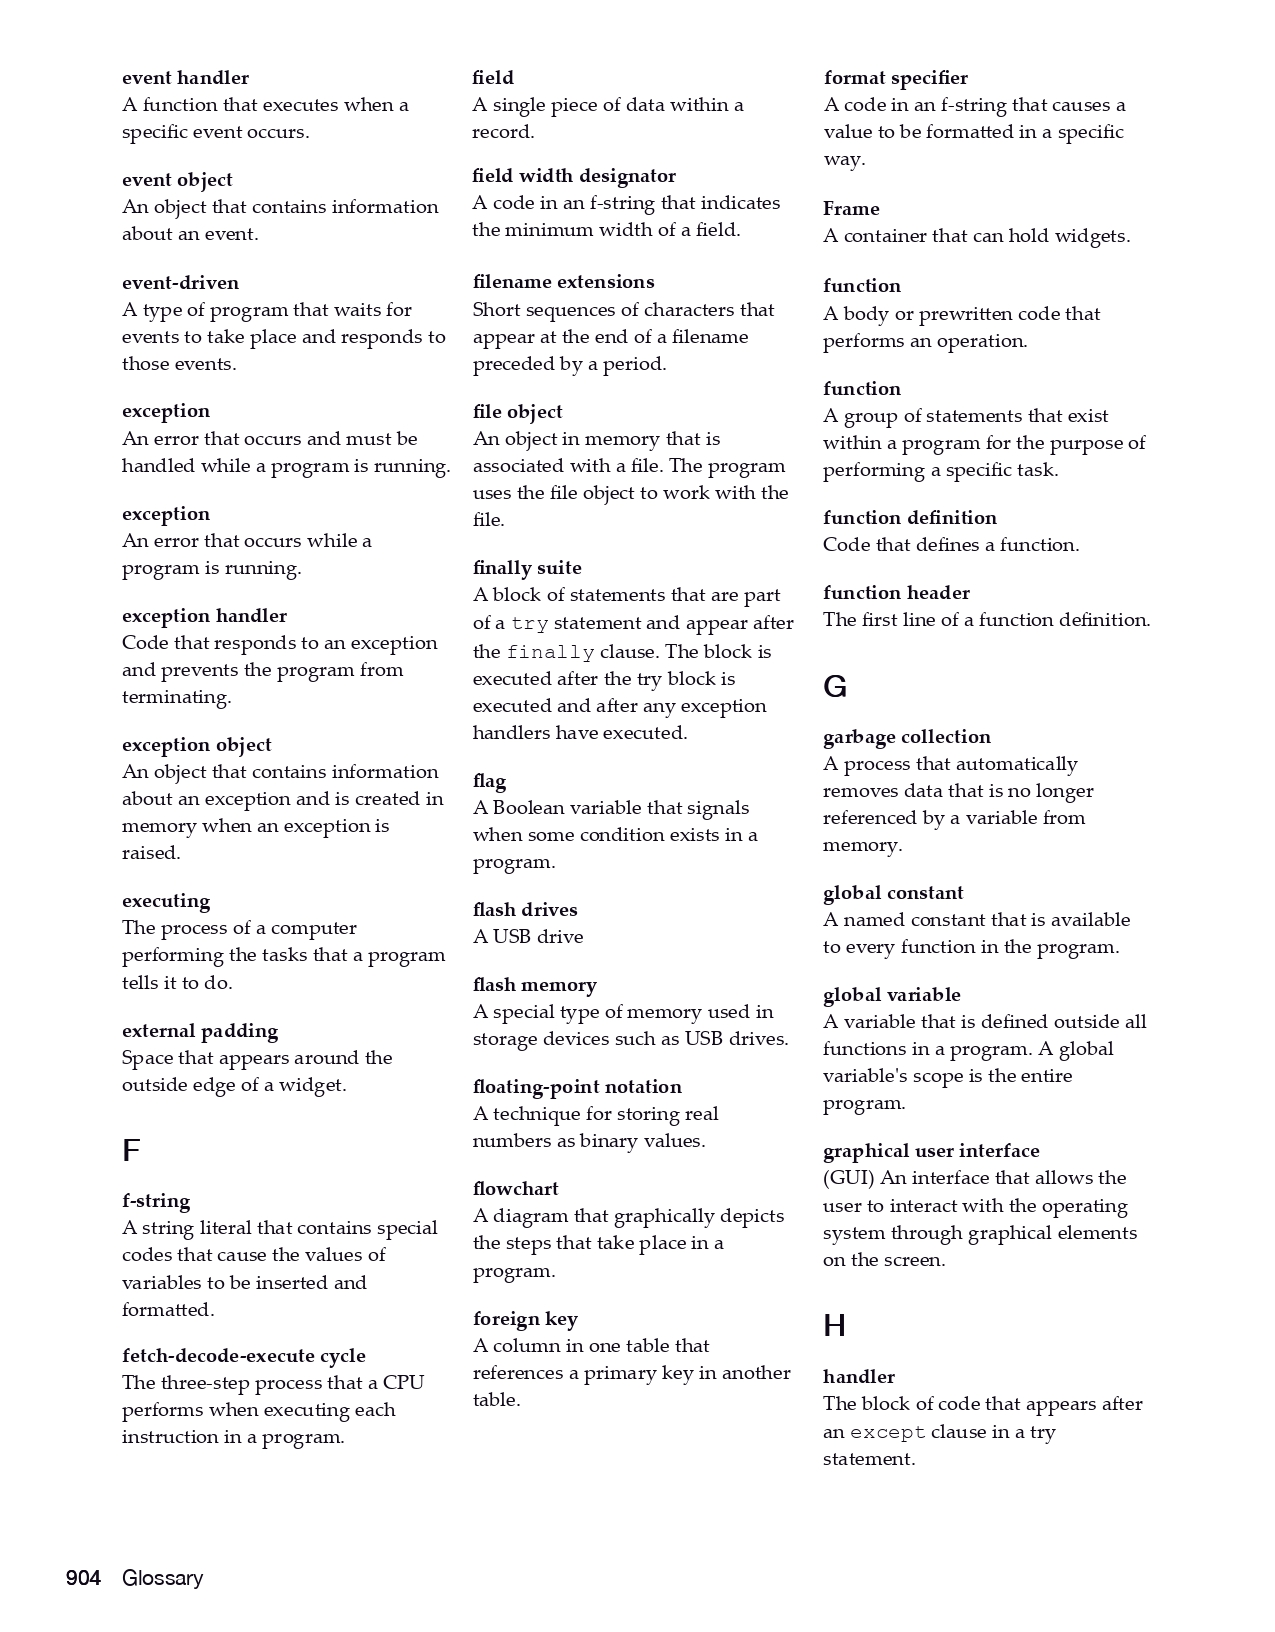 event handler
A function that executes when a
specific event occurs.
event object
An object that contains information
about an event.
event-driven
A type of program that waits for
events to take place and responds to
those events.
exception
An error that occurs and must be
handled while a program is running.
exception
An error that occurs while a
program is running.
exception handler
Code that responds to an exception
and prevents the program from
terminating.
exception object
An object that contains information
about an exception and is created in
memory when an exception is
raised.
executing
The process of a computer
performing the tasks that a program
tells it to do.
external padding
Space that appears around the
outside edge of a widget.
F
f-string
A string literal that contains special
codes that cause the values of
variables to be inserted and
formatted.
fetch-decode-execute cycle
The three-step process that a CPU
performs when executing each
instruction in a program.
field
A single piece of data within a
record.
field width designator
A code in an f-string that indicates
the minimum width of a field.
filename extensions
Short sequences of characters that
appear at the end of a filename
preceded by a period.
file object
An object in memory that is
associated with a file. The program
uses the file object to work with the
file.
finally suite
A block of statements that are part
of a try statement and appear after
the finally clause. The block is
executed after the try block is
executed and after any exception
handlers have executed.
flag
A Boolean variable that signals
when some condition exists in a
program.
flash drives
A USB drive
flash memory
A special type of memory used in
storage devices such as USB drives.
floating-point notation
A technique for storing real
numbers as binary values.
flowchart
A diagram that graphically depicts
the steps that take place in a
program.
foreign key
A column in one table that
references a primary key in another
table.
format specifier
A code in an f-string that causes a
value to be formatted in a specific
way.
Frame
A container that can hold widgets.
function
A body or prewritten code that
performs an operation.
function
A group of statements that exist
within a program for the purpose of
performing a specific task.
function definition
Code that defines a function.
function header
The first line of a function definition.
G
garbage collection
A process that automatically
removes data that is no longer
referenced by a variable from
memory.
global constant
A named constant that is available
to every function in the program.
global variable
A variable that is defined outside all
functions in a program. A global
variable's scope is the entire
program.
graphical user interface
(GUI) An interface that allows the
user to interact with the operating
system through graphical elements
on the screen.
H
handler
The block of code that appears after
an except clause in a try
statement.
904 Glossary